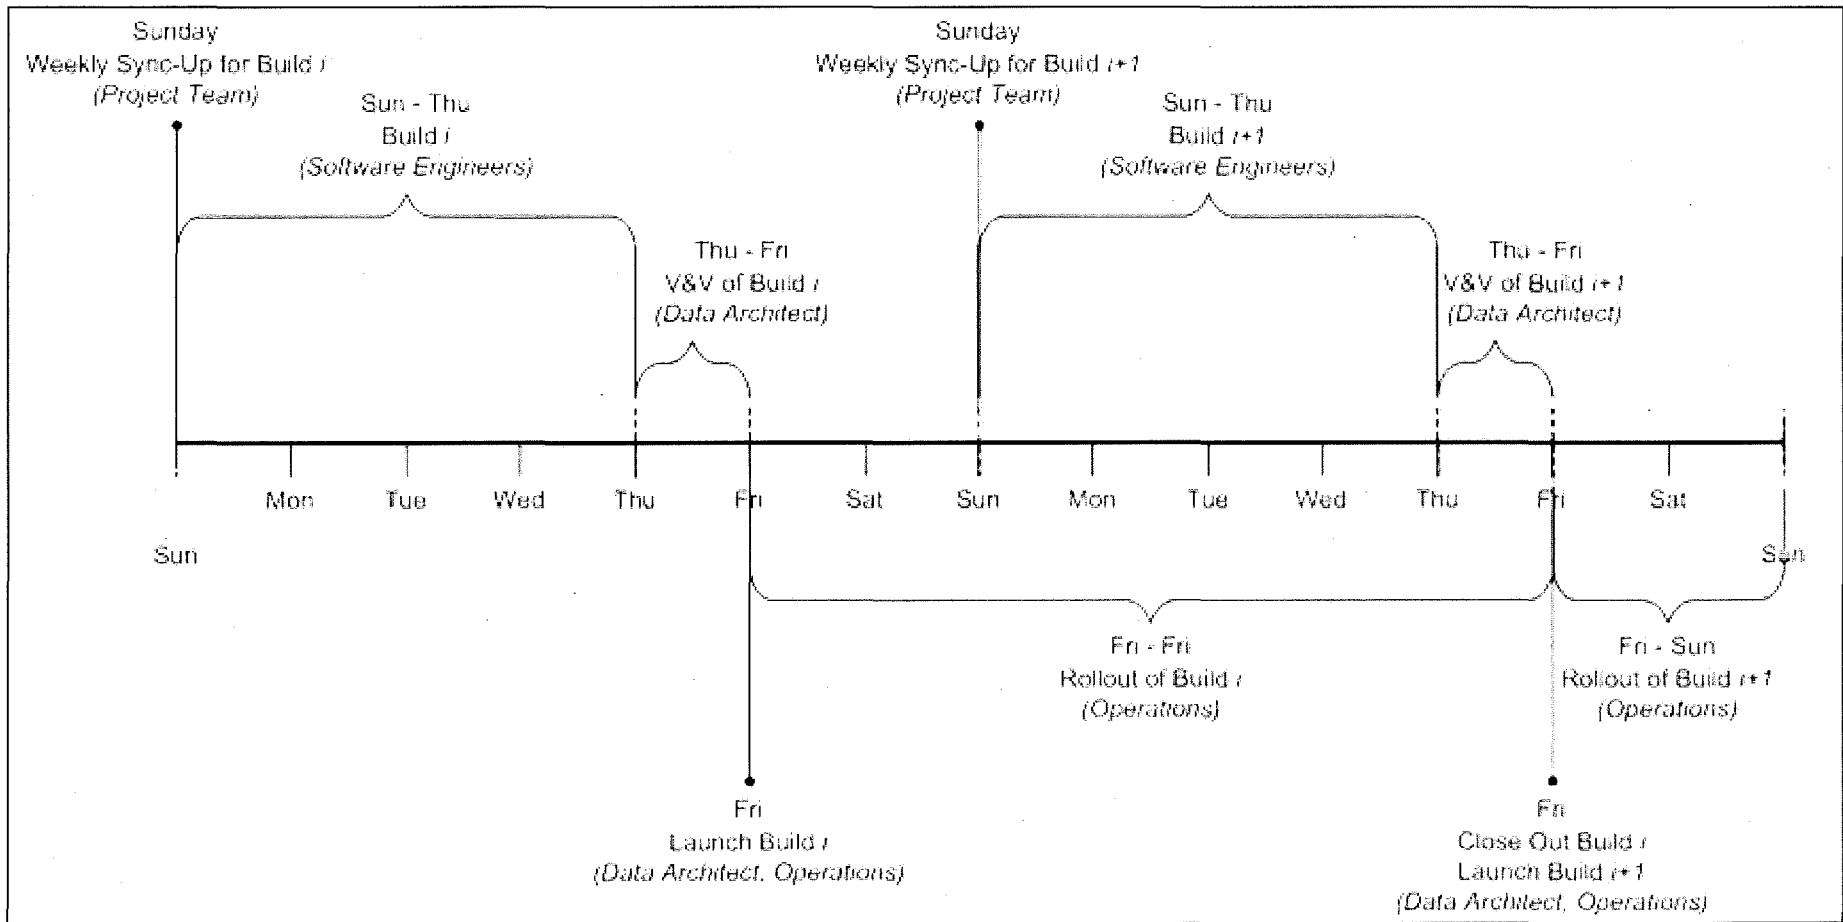 Sunday
Weekly Sync-Up for Build i
(Project Team)
Sun - Thu
Build i
(Software Engineers)
Thu - Fri
V&V of Build i
(Data Architect)
Sunday
Weekly Sync-Up for Build i+1
(Project Team)
Sun - Thu
Build i+1
(Software Engineers)
Thu - Fri
V&V of Build i+1
(Data Architect)
Mon Tue Wed Thu Fri Sat Sun Mon Tue Wed Thu Fri Sat
Sun Sun
Fri - Fri
Rollout of Build i
(Operations)
Fri - Sun
Rollout of Build i+1
(Operations)
Fri
Launch Build i
(Data Architect, Operations)
Fri
Close Out Build i
Launch Build i+1
(Data Architect, Operations)